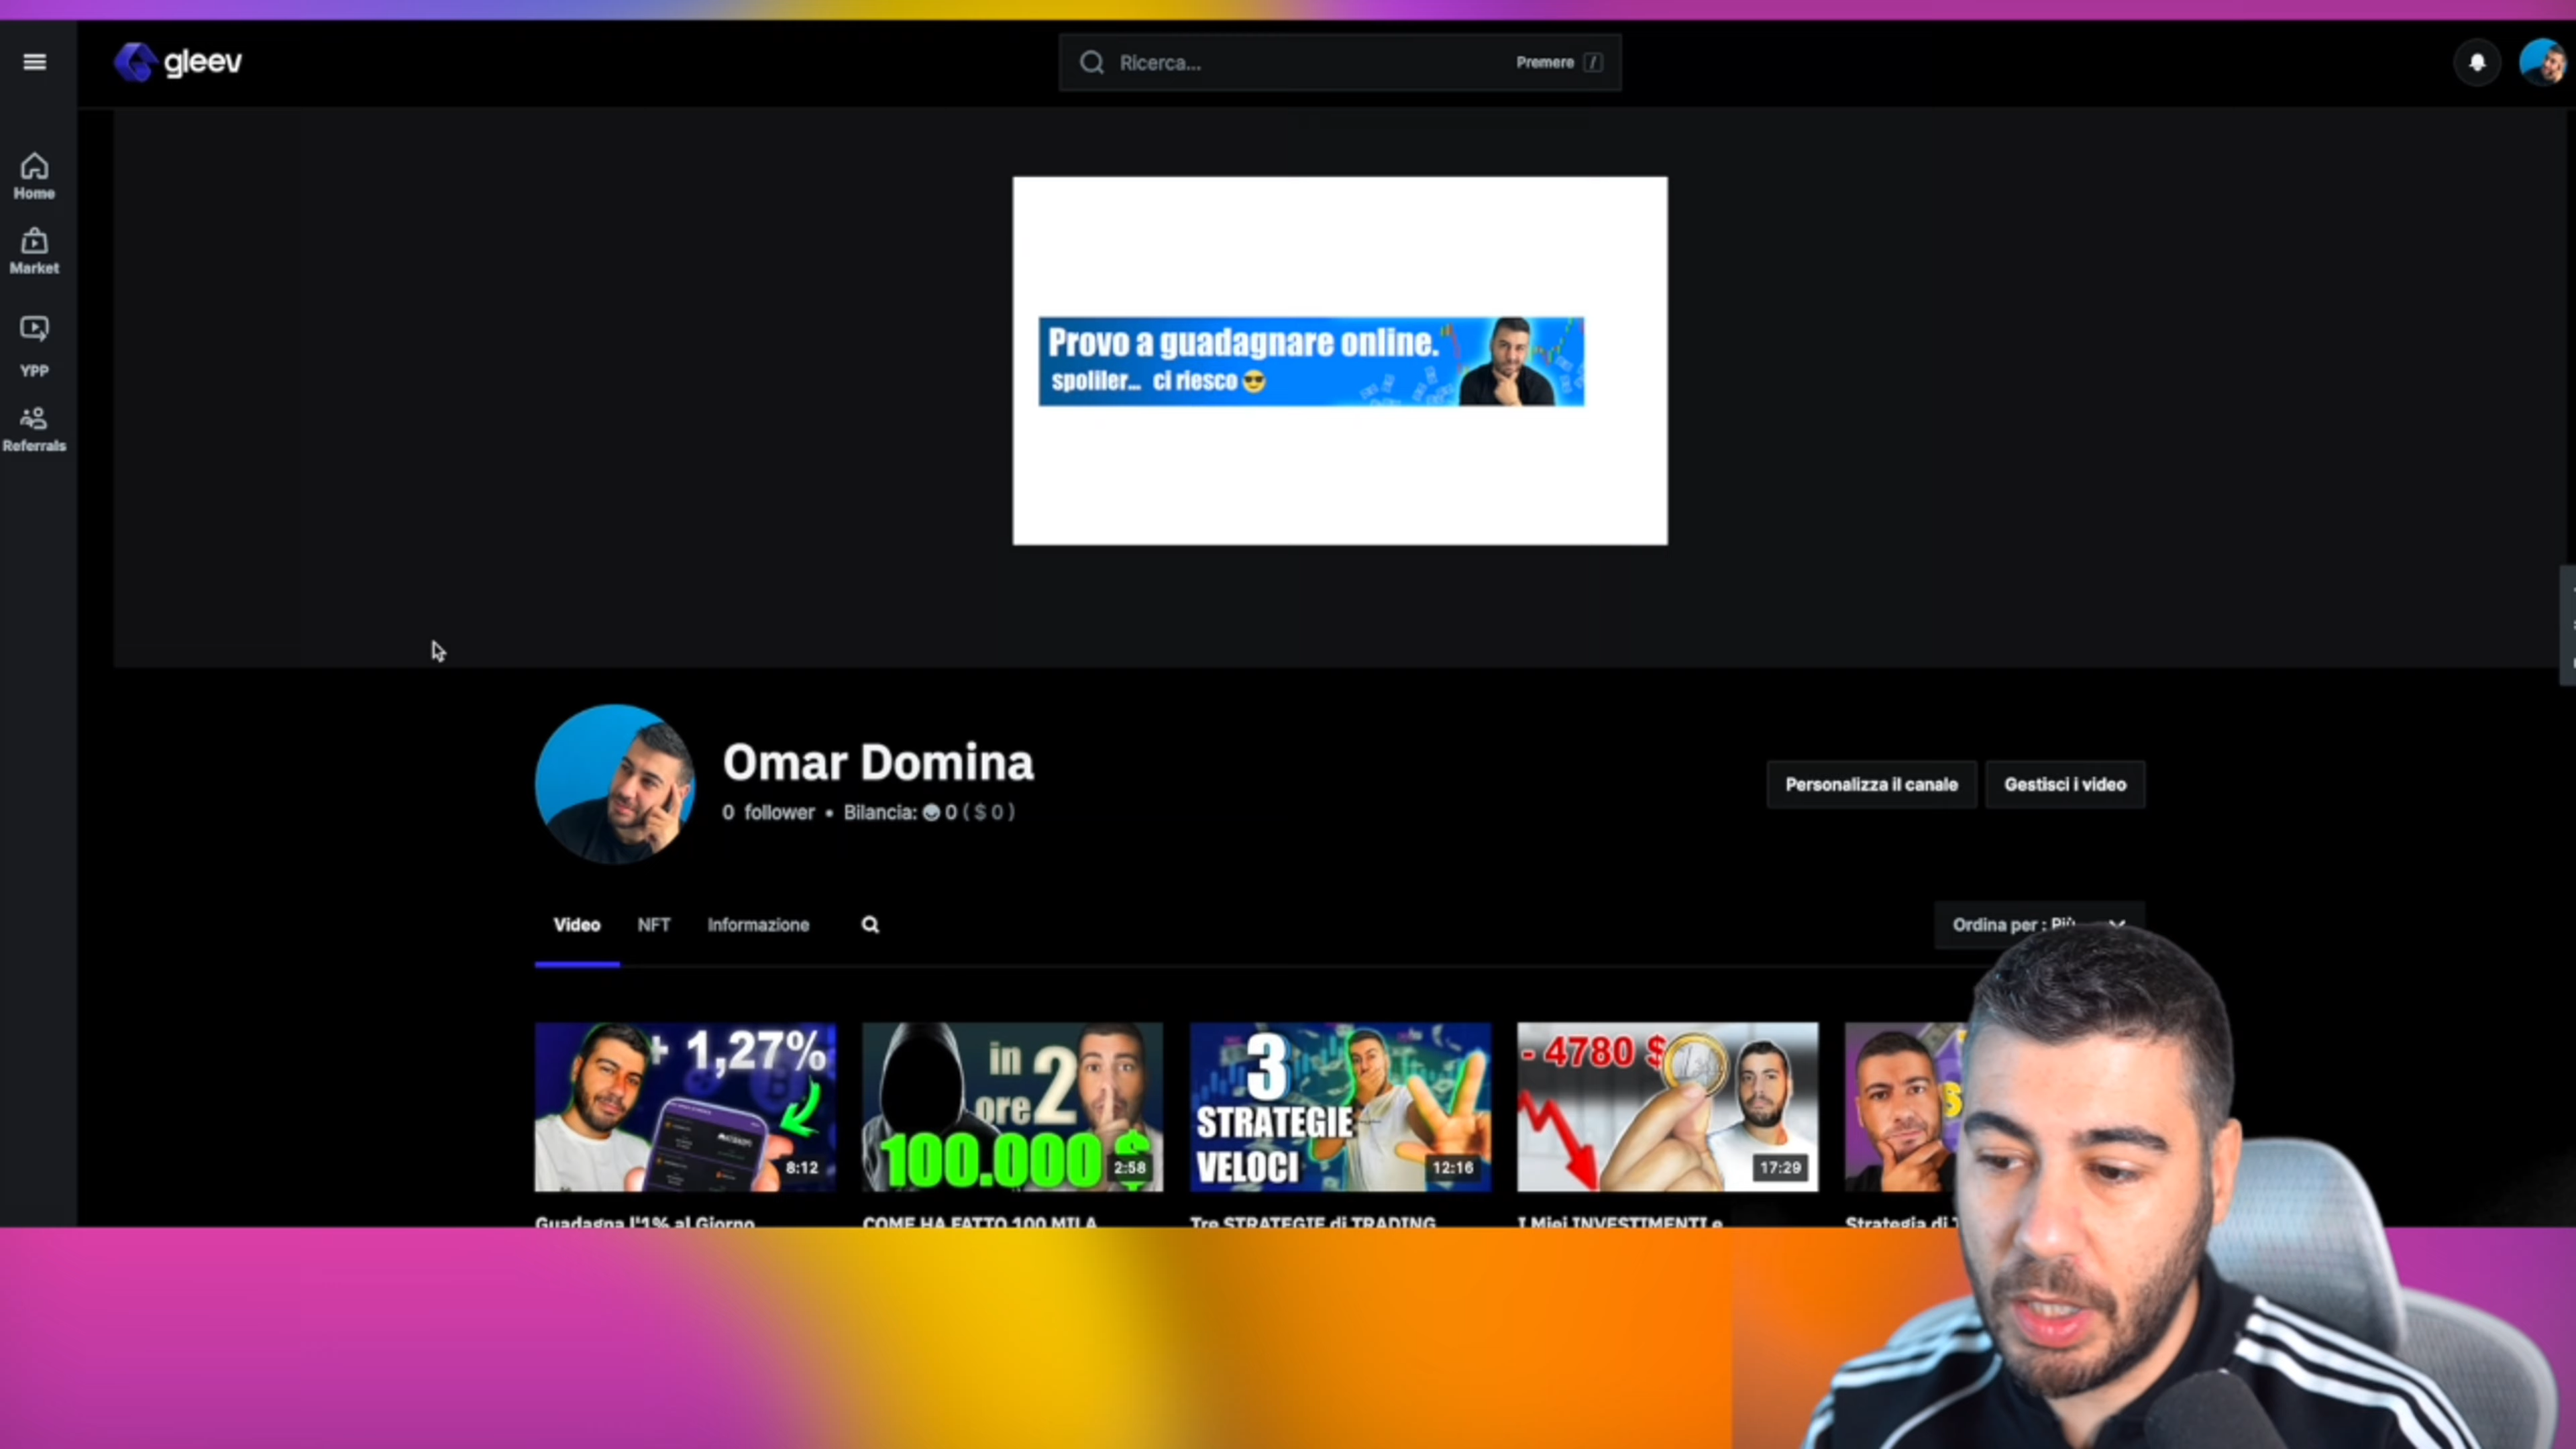 gleev
Ricerca...
Premere /
Home
Market
YPP
Referrals
Provo a guadagnare online.
spoliler... ci riesco
Omar Domina
0 follower • Bilancia: 0 ( $ 0 )
Personalizza il canale
Gestisci i video
Video
NFT
Informazione
Ordina per :
+ 1,27%
8:12
in 2
ore
100.000 $
2:58
3
STRATEGIE
VELOCI
12:16
- 4780 $
17:29
Guadagna l'1% al Giorno
COME HA FATTO 100 MILA
Tre STRATEGIE di TRADING
I Miei INVESTIMENTI e
Strategia di